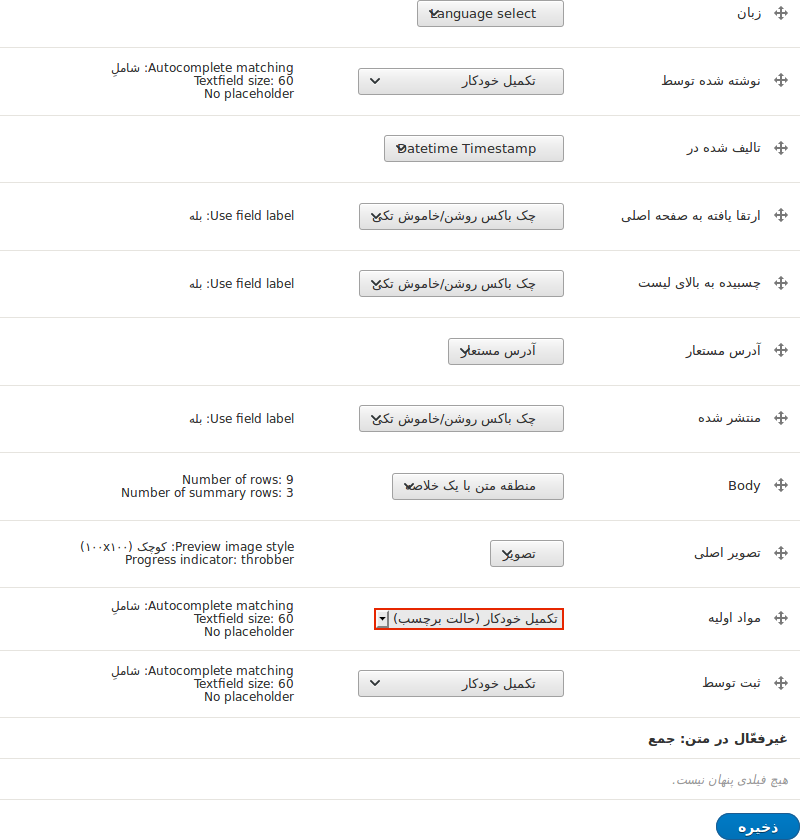 زبان
Language select
نوشته شده توسط
تکمیل خودکار
Autocomplete matching: شاملِ
Textfield size: 60
No placeholder
تالیف شده در
Datetime Timestamp
ارتقا یافته به صفحه اصلی
چک باکس روشن/خاموش تکی
Use field label: بله
چسبیده به بالای لیست
چک باکس روشن/خاموش تکی
Use field label: بله
آدرس مستعار
آدرس مستعار
منتشر شده
چک باکس روشن/خاموش تکی
Use field label: بله
Body
منطقه متن با یک خلاصه
Number of rows: 9
Number of summary rows: 3
تصویر اصلی
تصویر
Preview image style: کوچک (۱۰۰x۱۰۰)
Progress indicator: throbber
مواد اولیه
تکمیل خودکار (حالت برچسب)
Autocomplete matching: شاملِ
Textfield size: 60
No placeholder
ثبت توسط
تکمیل خودکار
Autocomplete matching: شاملِ
Textfield size: 60
No placeholder
غیرفعّال در متن: جمع
هیچ فیلدی پنهان نیست.
ذخیره